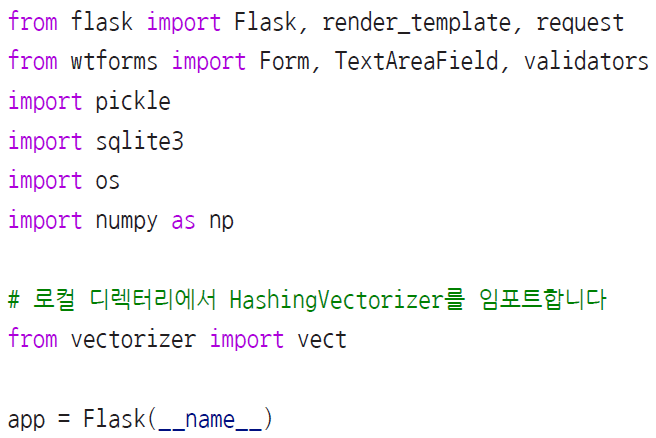 from flask import Flask, render_template, request
from wtforms import Form, TextAreaField, validators
import pickle
import sqlite3
import os
import numpy as np
# 로컬 디렉터리에서 HashingVectorizer를 임포트합니다
from vectorizer import vect
app = Flask(__name__)